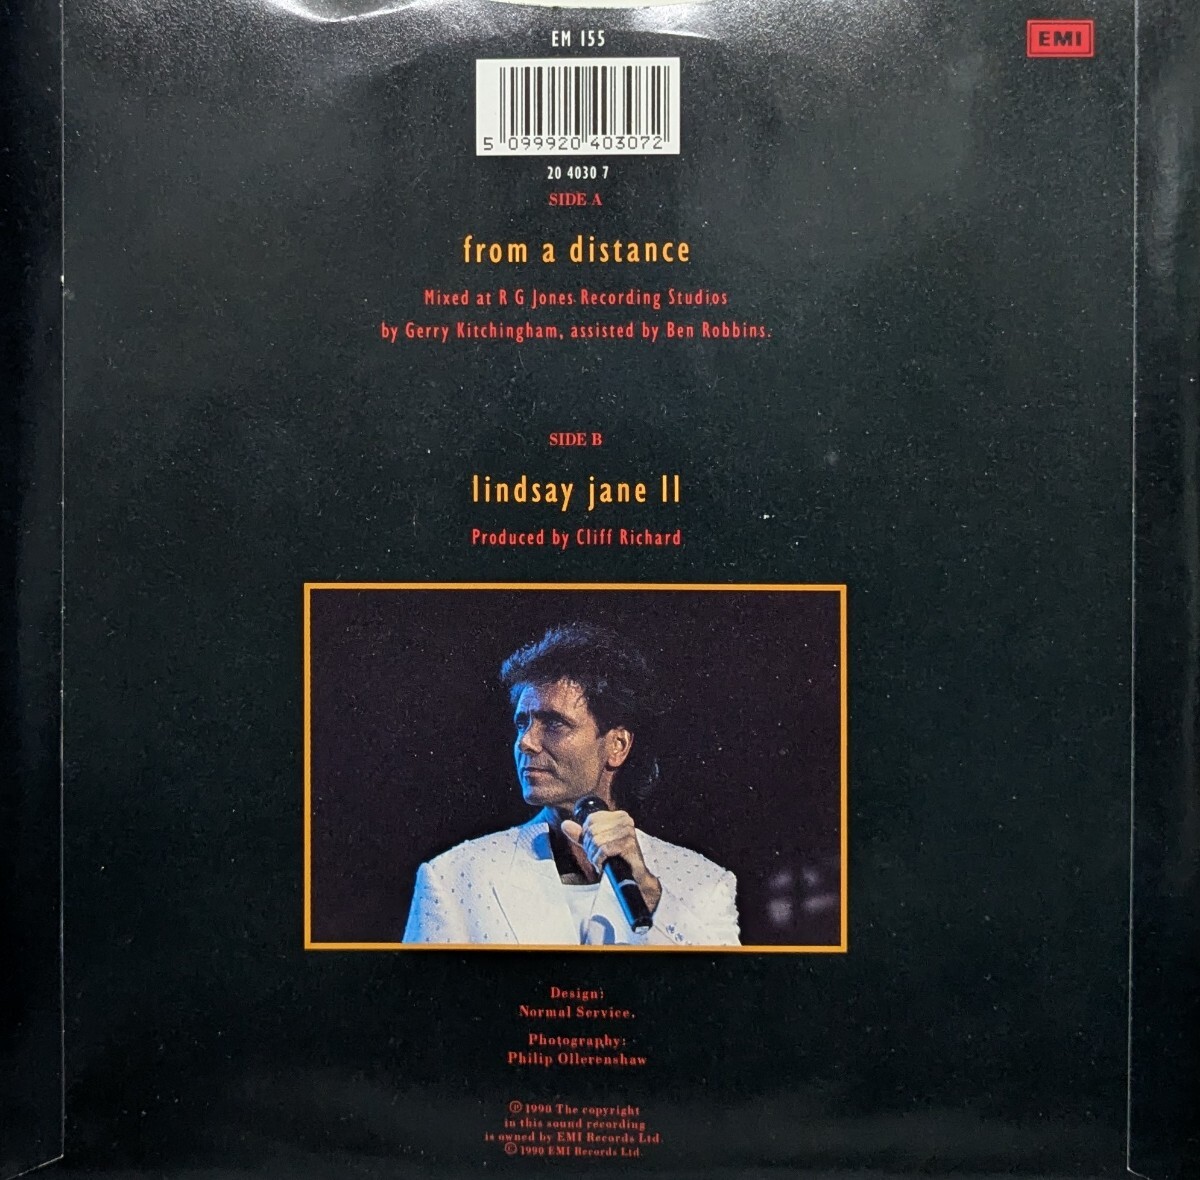 EM 155
EMI
5 099920 403072
20 4030 7
SIDE A
from a distance
Mixed at R G Jones Recording Studios
by Gerry Kitchingham, assisted by Ben Robbins.
SIDE B
lindsay jane II
Produced by Cliff Richard
Design:
Normal Service.
Photography:
Philip Ollerenshaw
℗ 1990 The copyright
in this sound recording
is owned by EMI Records Ltd.
© 1990 EMI Records Ltd.